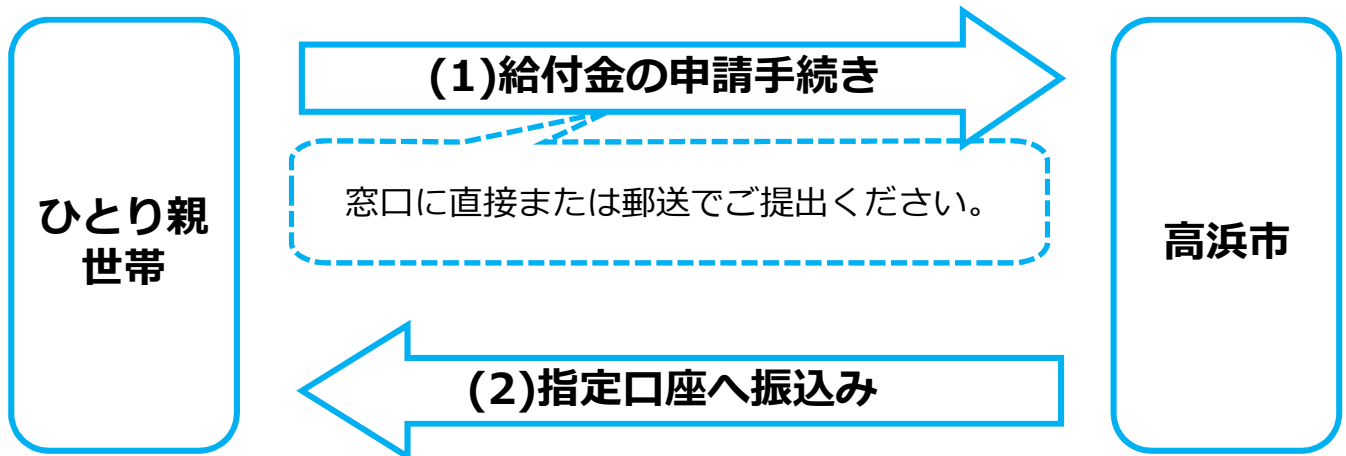 (1)給付金の申請手続き
窓口に直接または郵送でご提出ください。
ひとり親
世帯
高浜市
(2)指定口座へ振込み